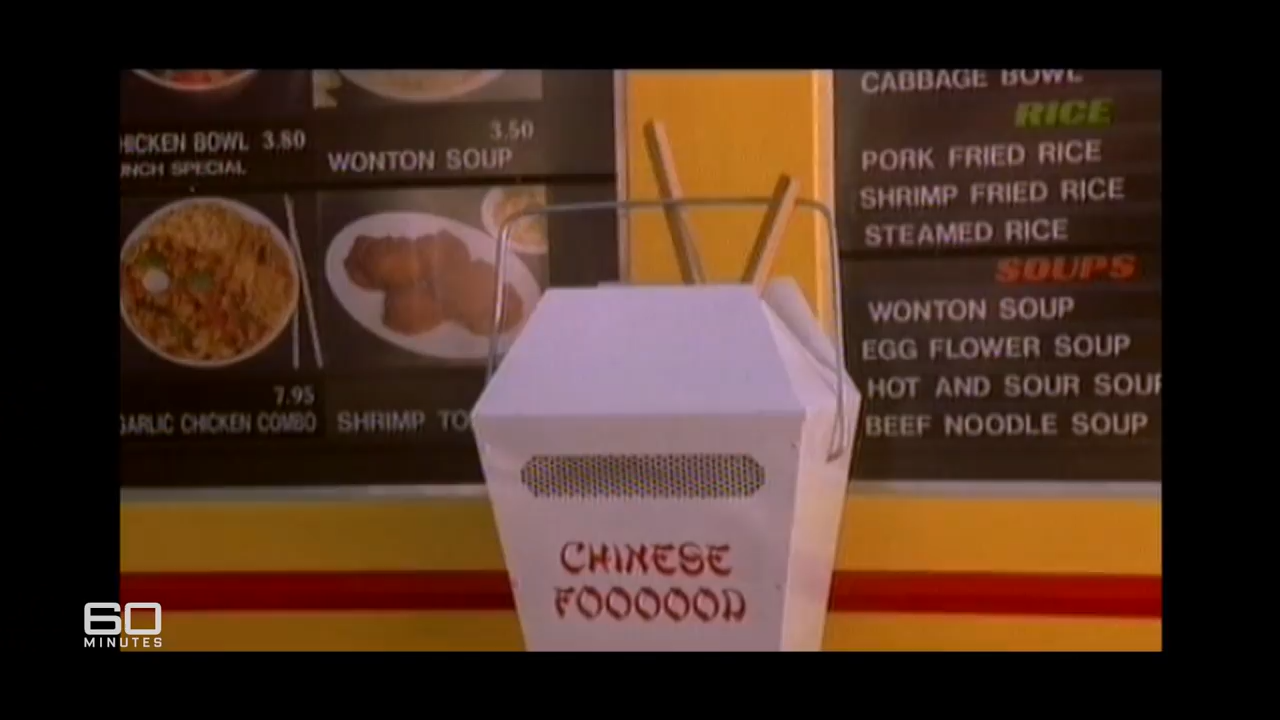 HICKEN BOWL 3.80
UNCH SPECIAL
3.50
WONTON SOUP
7.95
GARLIC CHICKEN COMBO
SHRIMP TO
CABBAGE BOWL
RICE
PORK FRIED RICE
SHRIMP FRIED RICE
STEAMED RICE
SOUPS
WONTON SOUP
EGG FLOWER SOUP
HOT AND SOUR SOUP
BEEF NOODLE SOUP
CHINESE
FOOOOOD
60
MINUTES